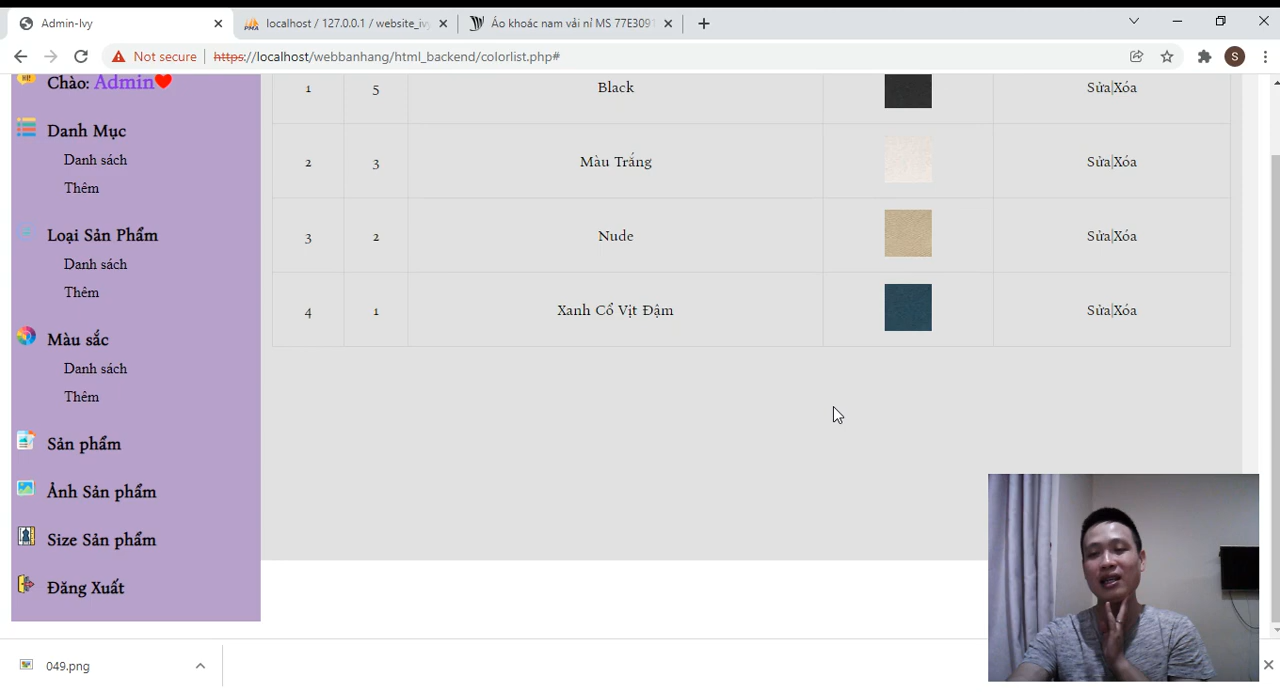 Admin-Ivy
localhost / 127.0.0.1 / website_iv
Áo khoác nam vải nỉ MS 77E3091
Not secure
https://localhost/webbanhang/html_backend/colorlist.php#
S
Chào: Admin
Danh Mục
Danh sách
Thêm
Loại Sản Phẩm
Danh sách
Thêm
Màu sắc
Danh sách
Thêm
Sản phẩm
Ảnh Sản phẩm
Size Sản phẩm
Đăng Xuất
1 5 Black Sửa|Xóa
2 3 Màu Trắng Sửa|Xóa
3 2 Nude Sửa|Xóa
4 1 Xanh Cổ Vịt Đậm Sửa|Xóa
049.png